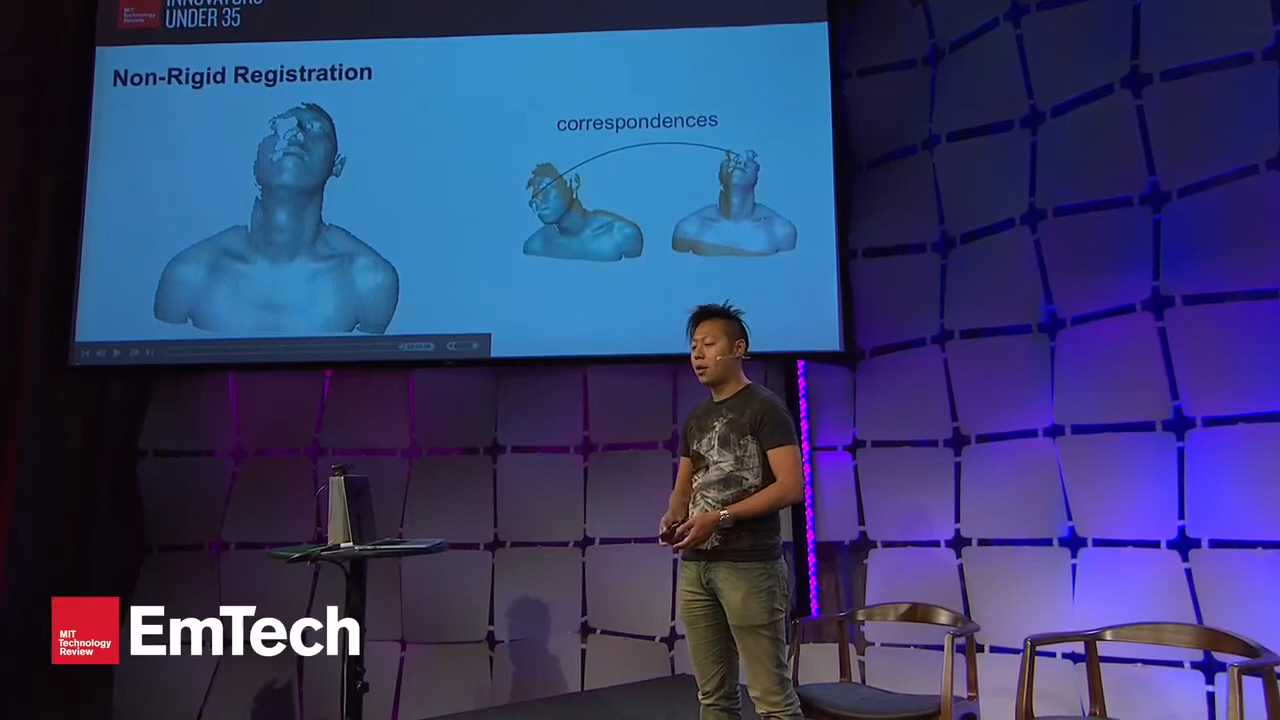 MIT
Technology
Review
INNOVATORS
UNDER 35
Non-Rigid Registration
correspondences
MIT
Technology
Review
EmTech